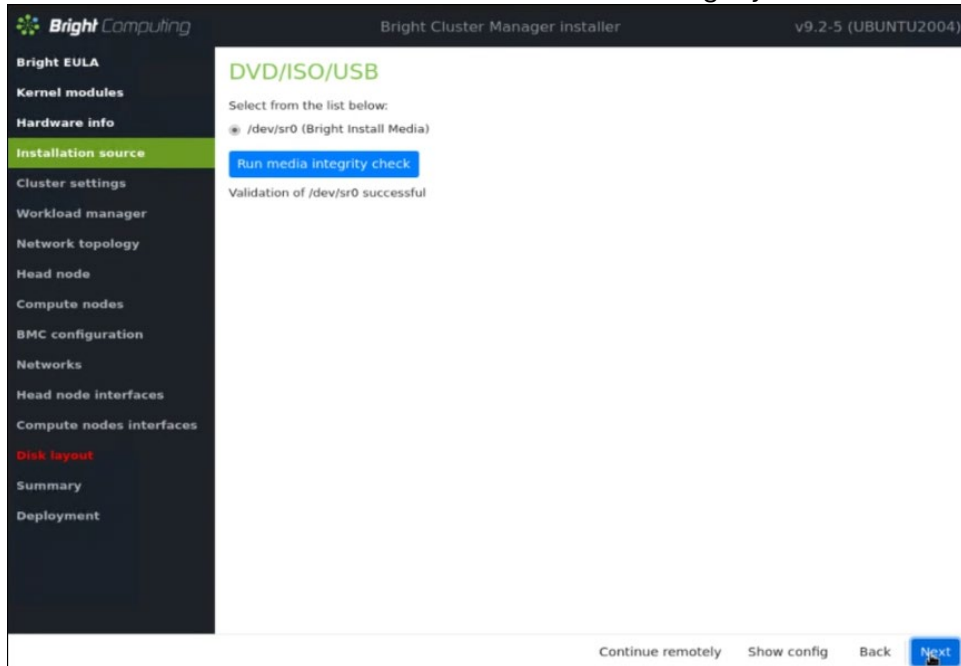 Bright Computing
Bright Cluster Manager installer
v9.2-5 (UBUNTU2004)
Bright EULA
Kernel modules
Hardware info
Installation source
Cluster settings
Workload manager
Network topology
Head node
Compute nodes
BMC configuration
Networks
Head node interfaces
Compute nodes interfaces
Disk layout
Summary
Deployment
DVD/ISO/USB
Select from the list below:
/dev/sr0 (Bright Install Media)
Run media integrity check
Validation of /dev/sr0 successful
Continue remotely
Show config
Back
Next